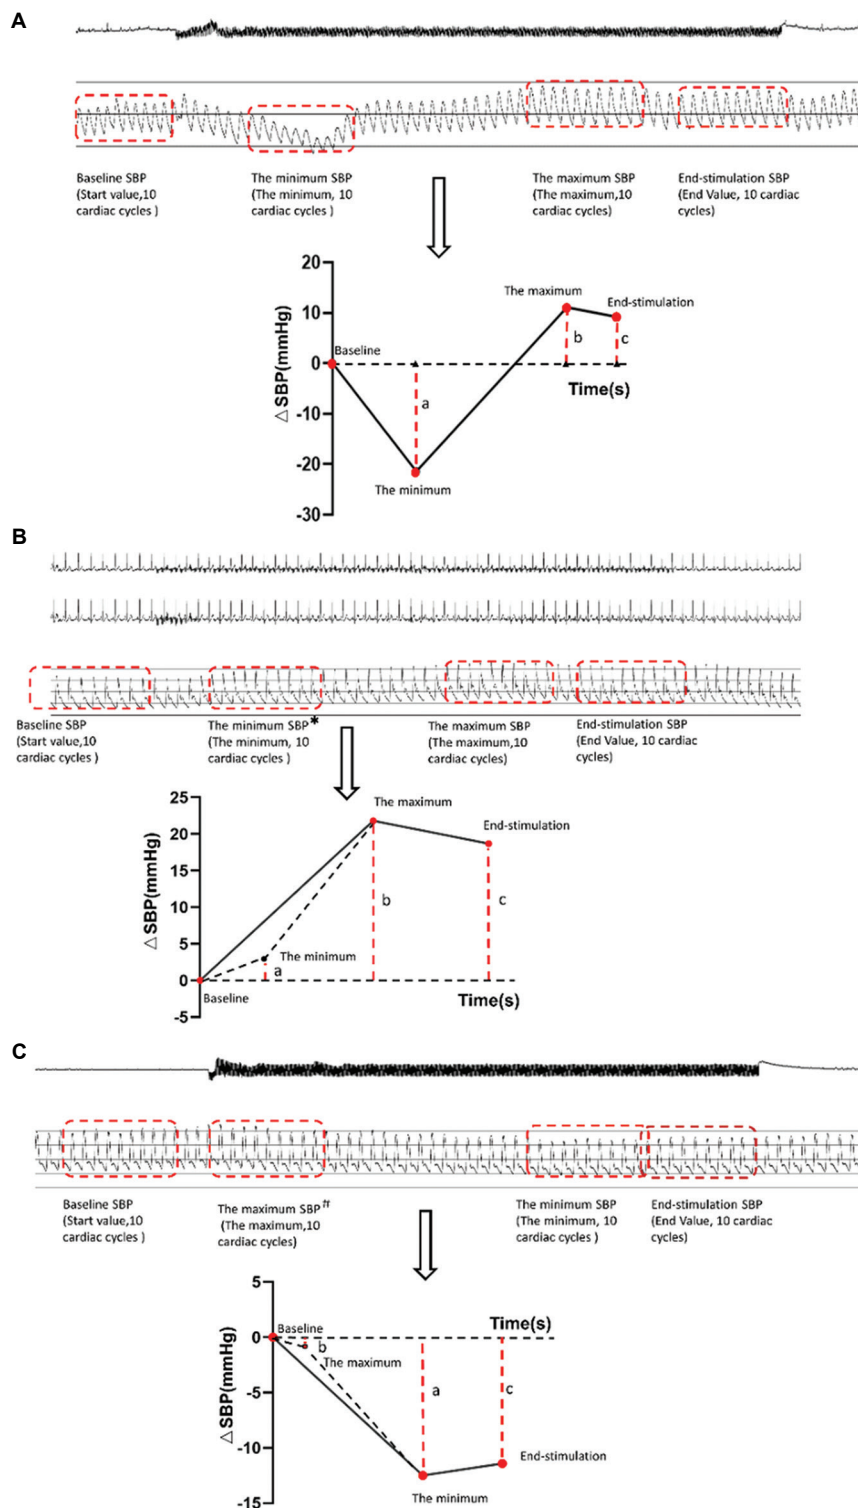 A
Baseline SBP
(Start value,10
cardiac cycles )
The minimum SBP
(The minimum, 10
cardiac cycles )
The maximum SBP
(The maximum,10
cardiac cycles)
End-stimulation SBP
(End Value, 10 cardiac
cycles)
△ SBP(mmHg)
20
10
0
-10
-20
-30
Baseline
The maximum
End-stimulation
a
b
c
Time(s)
The minimum
B
Baseline SBP
(Start value,10
cardiac cycles )
The minimum SBP*
(The minimum, 10
cardiac cycles )
The maximum SBP
(The maximum,10
cardiac cycles)
End-stimulation SBP
(End Value, 10 cardiac
cycles)
△ SBP(mmHg)
25
20
15
10
5
0
-5
The maximum
End-stimulation
b
c
The minimum
a
Baseline
Time(s)
C
Baseline SBP
(Start value,10
cardiac cycles )
The maximum SBP††
(The maximum,10
cardiac cycles)
The minimum SBP
(The minimum, 10
cardiac cycles )
End-stimulation SBP
(End Value, 10 cardiac
cycles)
△ SBP(mmHg)
5
0
-5
-10
-15
Time(s)
Baseline
b
The maximum
a
c
End-stimulation
The minimum